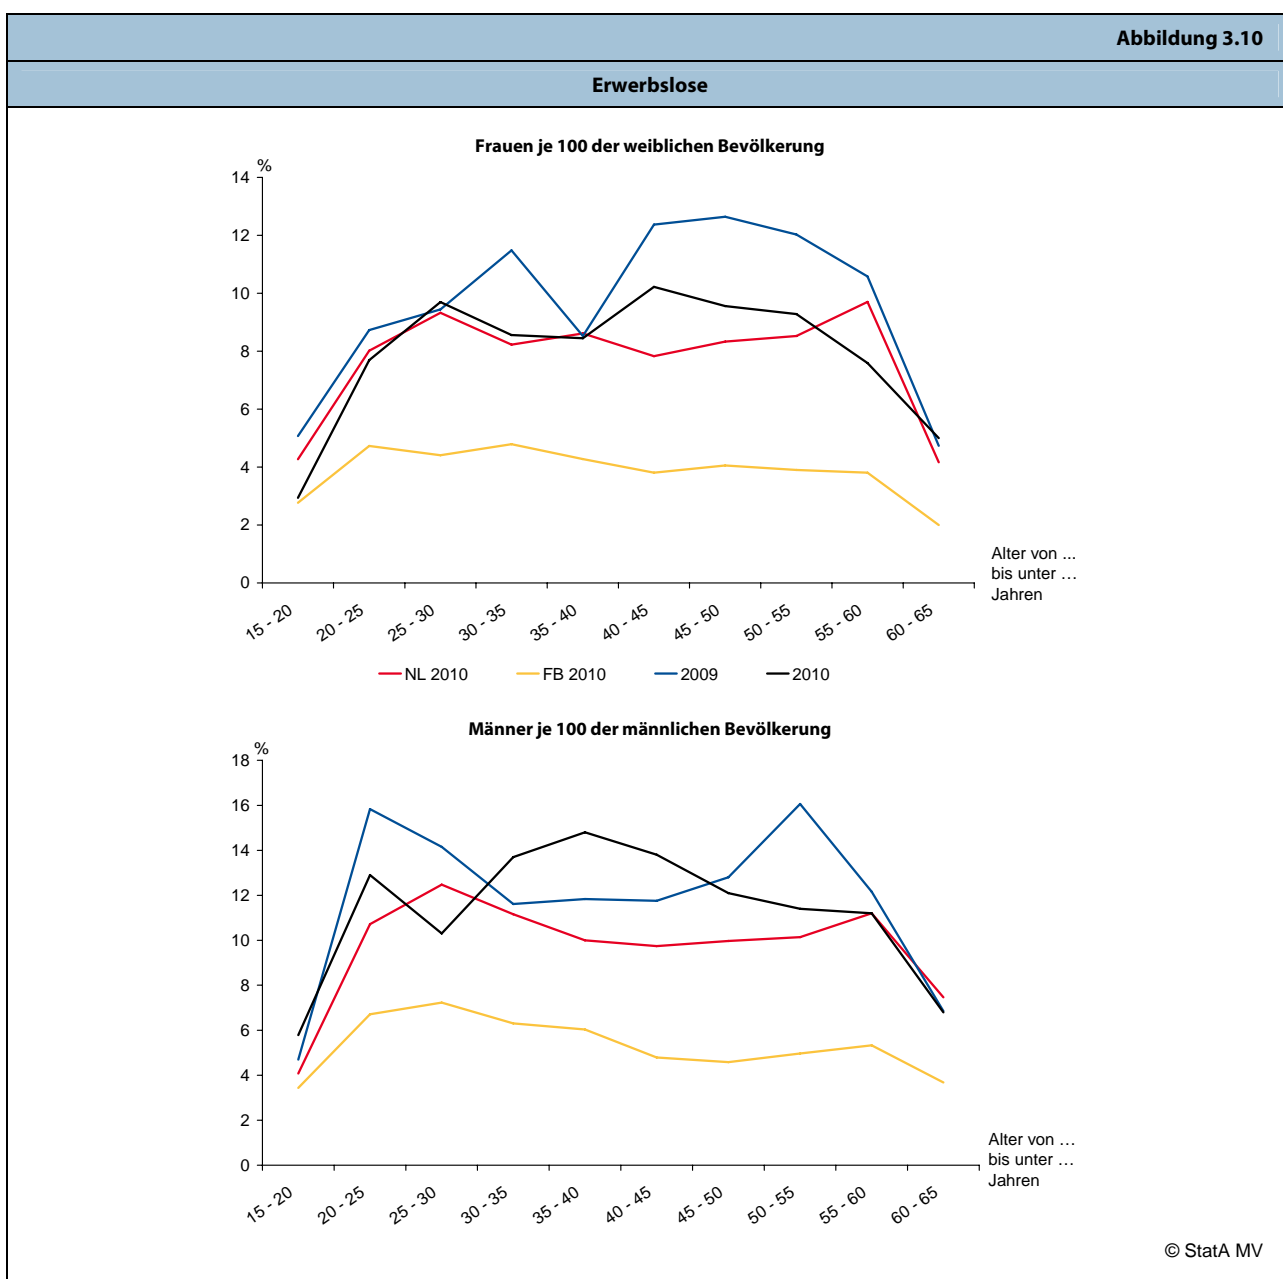 Abbildung 3.10
Erwerbslose
Frauen je 100 der weiblichen Bevölkerung
%
14
12
10
8
6
4
2
0
Alter von ...
bis unter …
Jahren
15 - 20
20 - 25
25 - 30
30 - 35
35 - 40
40 - 45
45 - 50
50 - 55
55 - 60
60 - 65
NL 2010 FB 2010 2009 2010
Männer je 100 der männlichen Bevölkerung
%
18
16
14
12
10
8
6
4
2
0
Alter von …
bis unter …
Jahren
15 - 20
20 - 25
25 - 30
30 - 35
35 - 40
40 - 45
45 - 50
50 - 55
55 - 60
60 - 65
© StatA MV